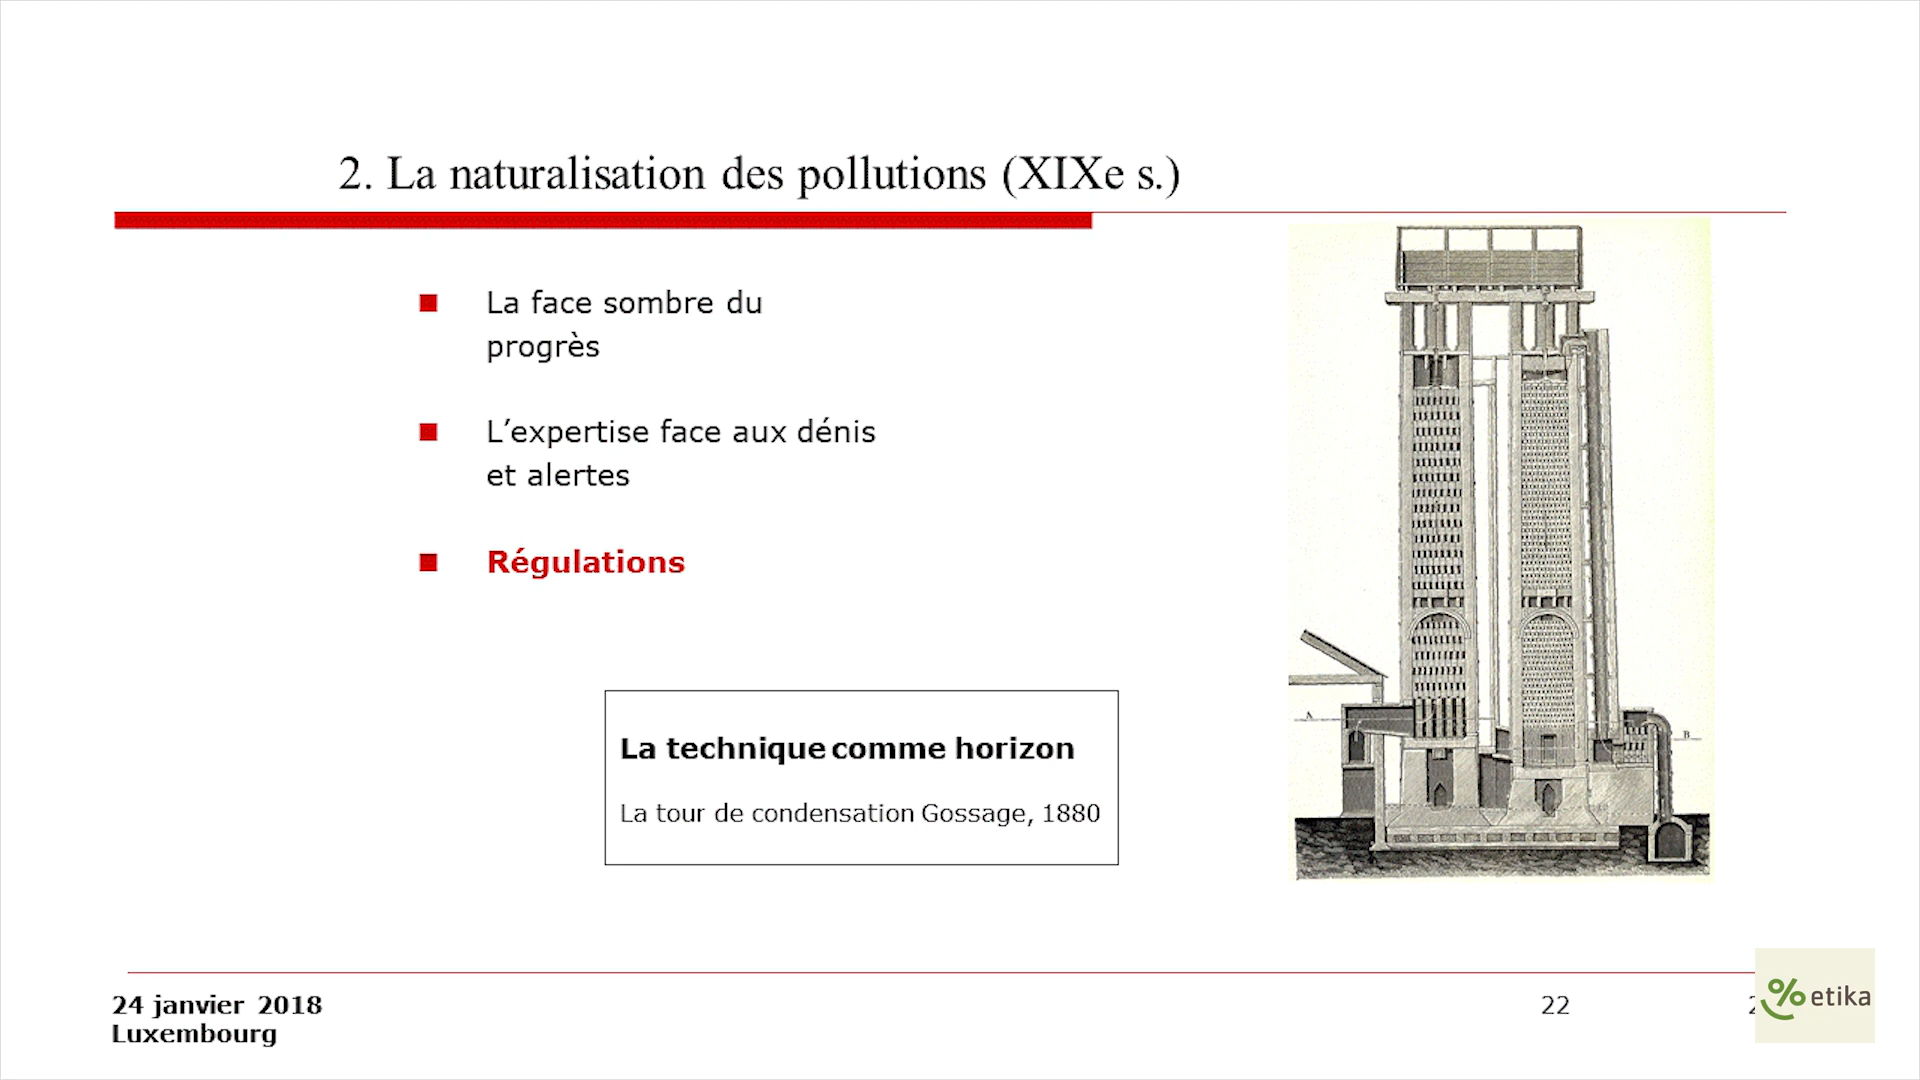 2. La naturalisation des pollutions (XIXe s.)
La face sombre du
progrès
L’expertise face aux dénis
et alertes
Régulations
La technique comme horizon
La tour de condensation Gossage, 1880
A
B
24 janvier 2018
Luxembourg
22
% etika